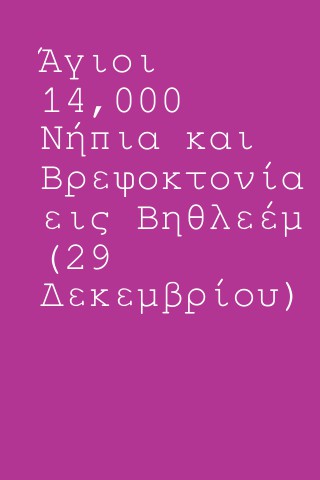 Άγιοι
14,000
Νήπια και
Βρεφοκτονία
εις Βηθλεέμ
(29
Δεκεμβρίου)